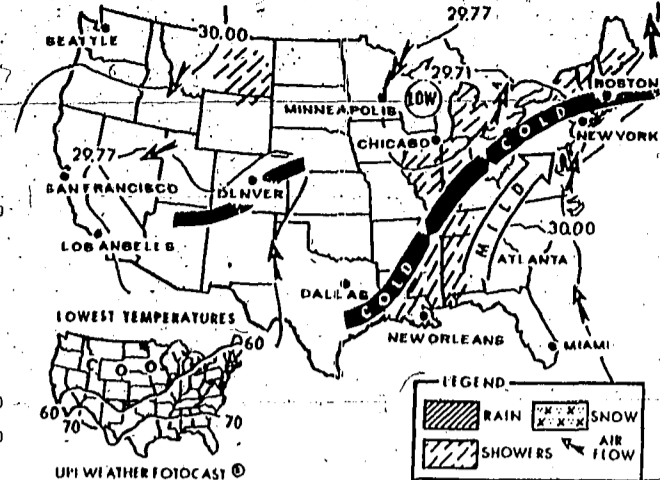 29.77
SEATTLE
30.00
29.71
BOSTON
LOW
MINNEAPOLIS
COLD
NEW YORK
CHICAGO
29.77
SAN FRANCISCO
DENVER
MILD
30.00
LOS ANGELES
ATLANTA
DALLAS
COLD
LOWEST TEMPERATURES
NEW ORLEANS
MIAMI
60
COO
60
70
70
LEGEND
RAIN
SNOW
SHOWERS
AIR
FLOW
UPI WEATHER FOTOCAST ®